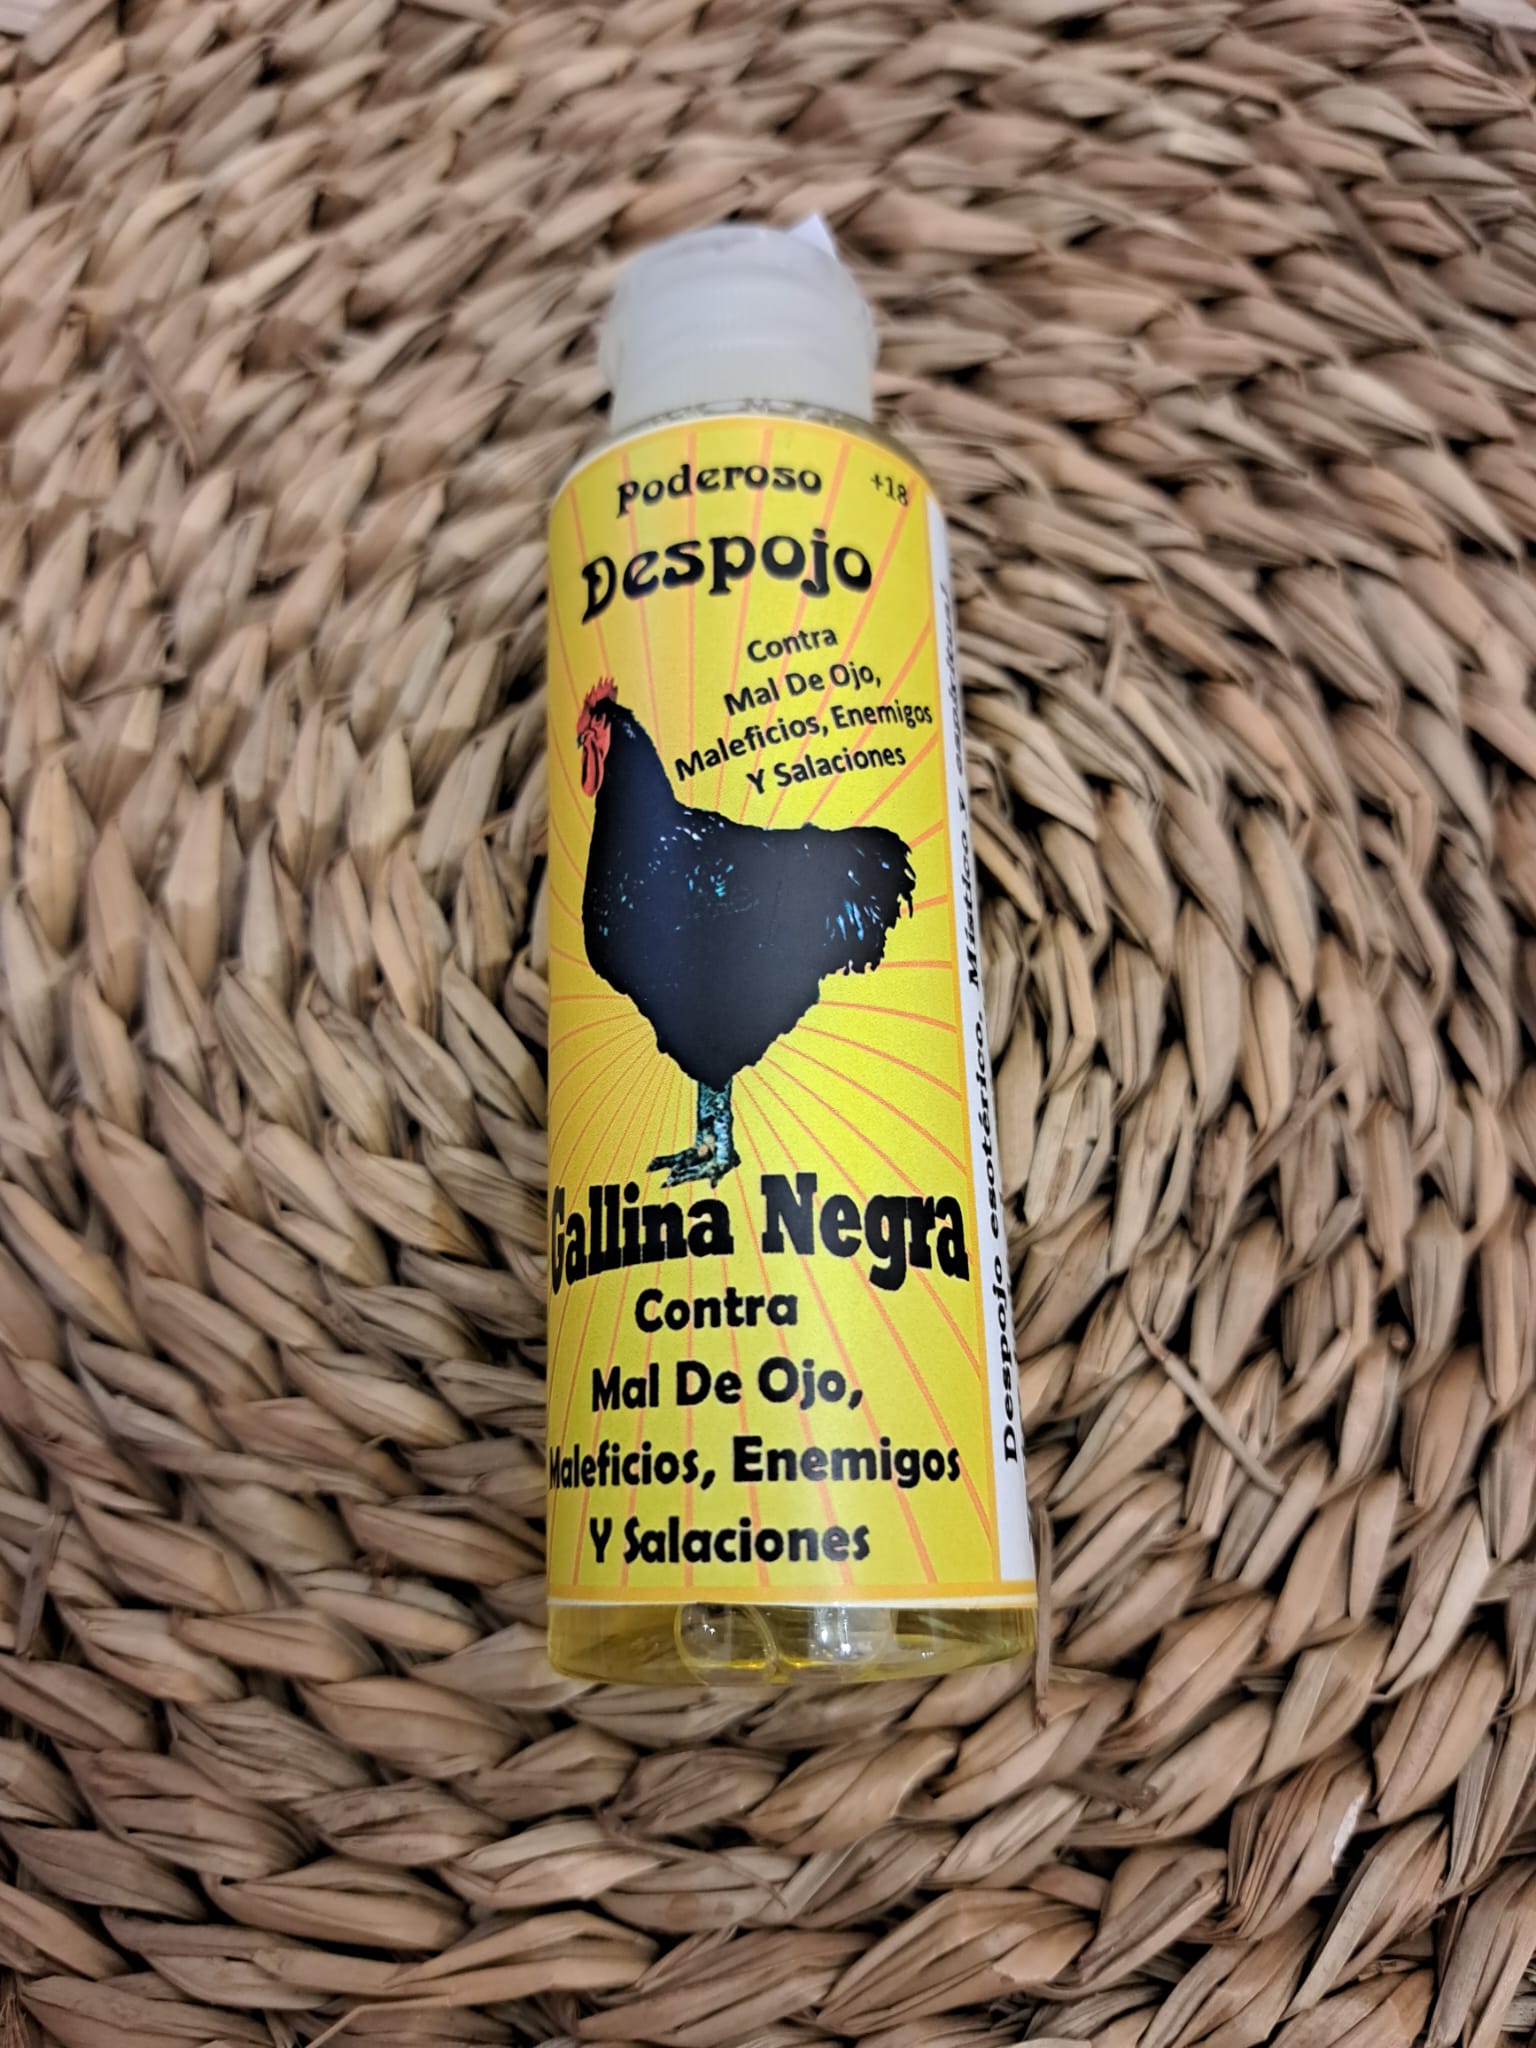 Poderoso
+18
Despojo
Contra
Mal De Ojo,
Maleficios, Enemigos
Y Salaciones
Gallina Negra
Contra
Mal De Ojo,
Maleficios, Enemigos
Y Salaciones
Despojo esotérico, Místico Y espiritual